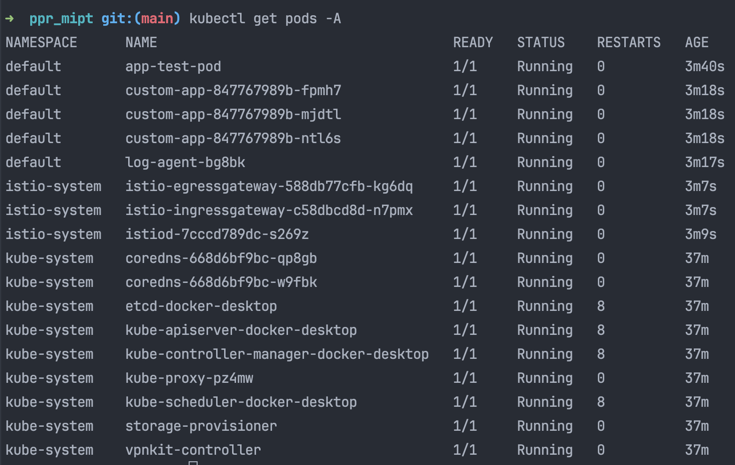 → ppr_mipt git:(main) kubectl get pods -A
NAMESPACE NAME READY STATUS RESTARTS AGE
default app-test-pod 1/1 Running 0 3m40s
default custom-app-847767989b-fpmh7 1/1 Running 0 3m18s
default custom-app-847767989b-mjdtl 1/1 Running 0 3m18s
default custom-app-847767989b-ntl6s 1/1 Running 0 3m18s
default log-agent-bg8bk 1/1 Running 0 3m17s
istio-system istio-egressgateway-588db77cfb-kg6dq 1/1 Running 0 3m7s
istio-system istio-ingressgateway-c58dbcd8d-n7pmx 1/1 Running 0 3m7s
istio-system istiod-7cccd789dc-s269z 1/1 Running 0 3m9s
kube-system coredns-668d6bf9bc-qp8gb 1/1 Running 0 37m
kube-system coredns-668d6bf9bc-w9fbk 1/1 Running 0 37m
kube-system etcd-docker-desktop 1/1 Running 8 37m
kube-system kube-apiserver-docker-desktop 1/1 Running 8 37m
kube-system kube-controller-manager-docker-desktop 1/1 Running 8 37m
kube-system kube-proxy-pz4mw 1/1 Running 0 37m
kube-system kube-scheduler-docker-desktop 1/1 Running 8 37m
kube-system storage-provisioner 1/1 Running 0 37m
kube-system vpnkit-controller 1/1 Running 0 37m